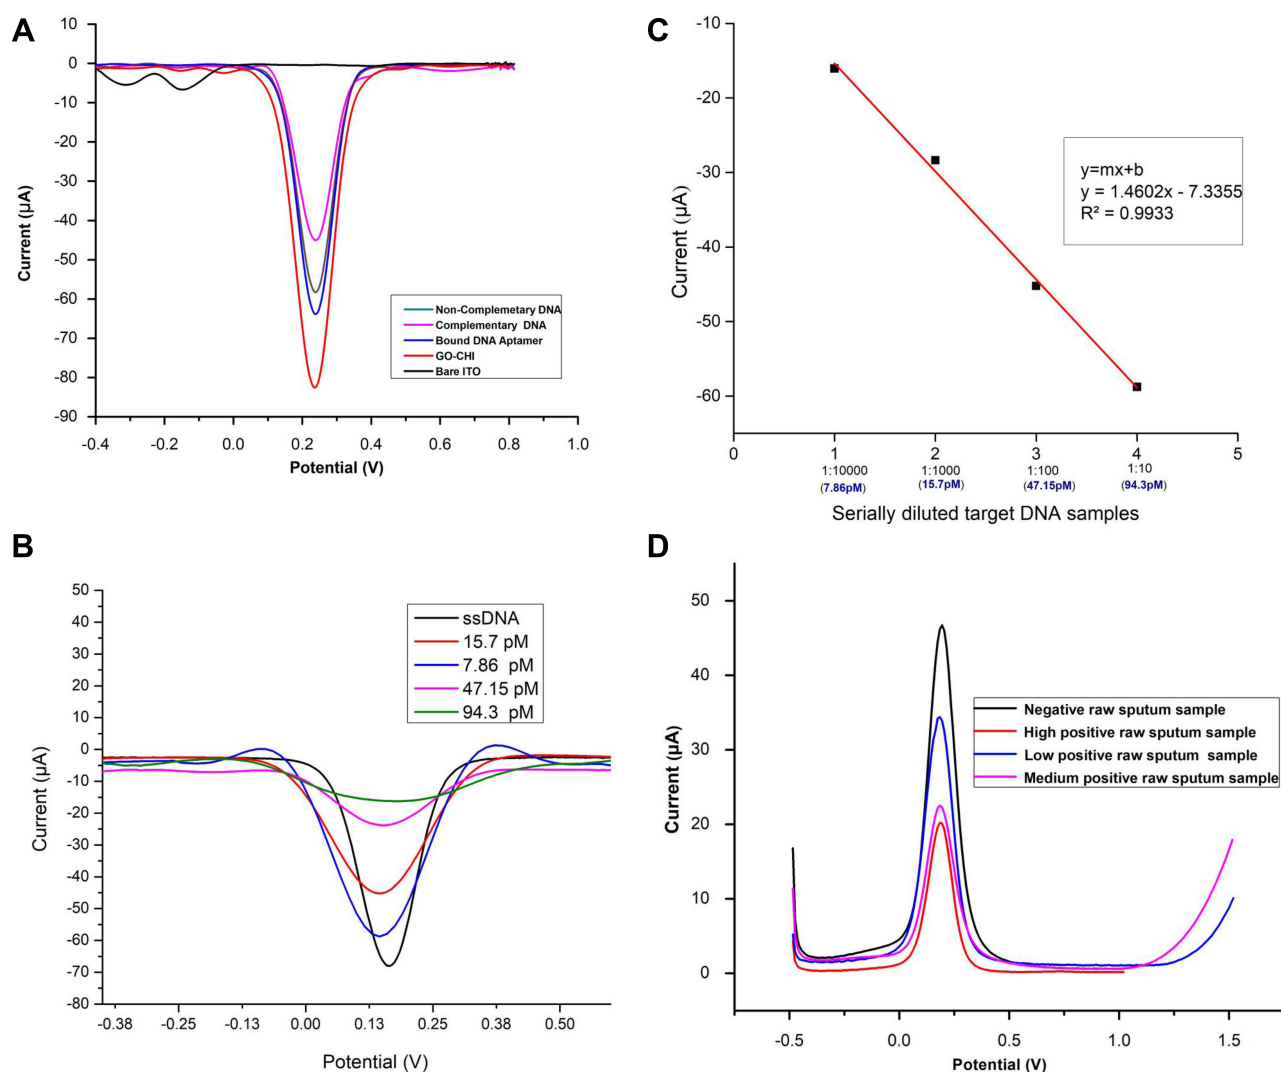 A
10
0
-10
-20
-30
-40
-50
-60
-70
-80
-90
Current (µA)
-0.4
-0.2
0.0
0.2
0.4
0.6
0.8
1.0
Potential (V)
Non-Complemetary DNA
Complementary DNA
Bound DNA Aptamer
GO-CHI
Bare ITO
C
-10
-20
-30
-40
-50
-60
Current (µA)
y=mx+b
y = 1.4602x - 7.3355
R² = 0.9933
0
1
2
3
4
5
1:10000
1:1000
1:100
1:10
(7.86pM)
(15.7pM)
(47.15pM)
(94.3pM)
Serially diluted target DNA samples
B
50
40
30
20
10
0
-10
-20
-30
-40
-50
-60
-70
-80
Current (µA)
ssDNA
15.7 pM
7.86 pM
47.15 pM
94.3 pM
-0.38
-0.25
-0.13
0.00
0.13
0.25
0.38
0.50
Potential (V)
D
50
40
30
20
10
0
Current (µA)
Negative raw sputum sample
High positive raw sputum sample
Low positive raw sputum sample
Medium positive raw sputum sample
-0.5
0.0
0.5
1.0
1.5
Potential (V)